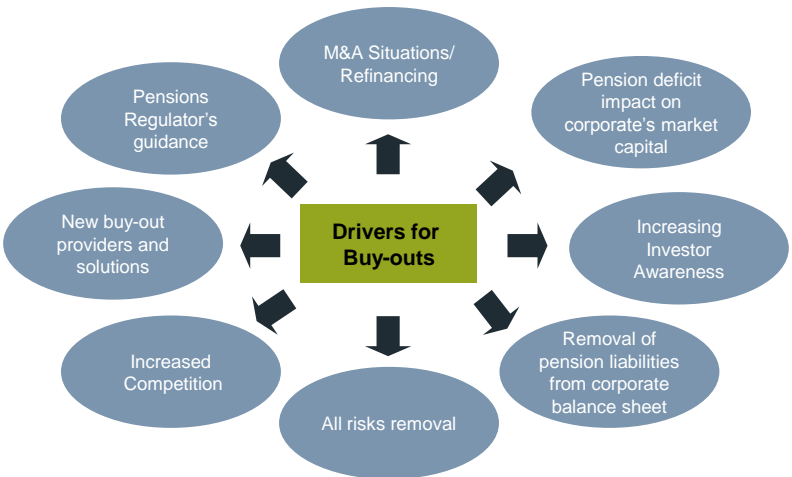 M&A Situations/
Refinancing
Pension deficit
impact on
corporate's market
capital
Pensions
Regulator's
guidance
New buy-out
providers and
solutions
Drivers for
Buy-outs
Increasing
Investor
Awareness
Increased
Competition
Removal of
pension liabilities
from corporate
balance sheet
All risks removal